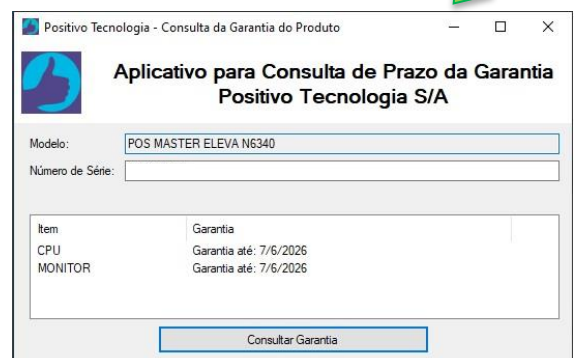 Positivo Tecnologia - Consulta da Garantia do Produto
Aplicativo para Consulta de Prazo da Garantia
Positivo Tecnologia S/A
Modelo: POS MASTER ELEVA N6340
Número de Série:
Item Garantia
CPU Garantia até: 7/6/2026
MONITOR Garantia até: 7/6/2026
Consultar Garantia